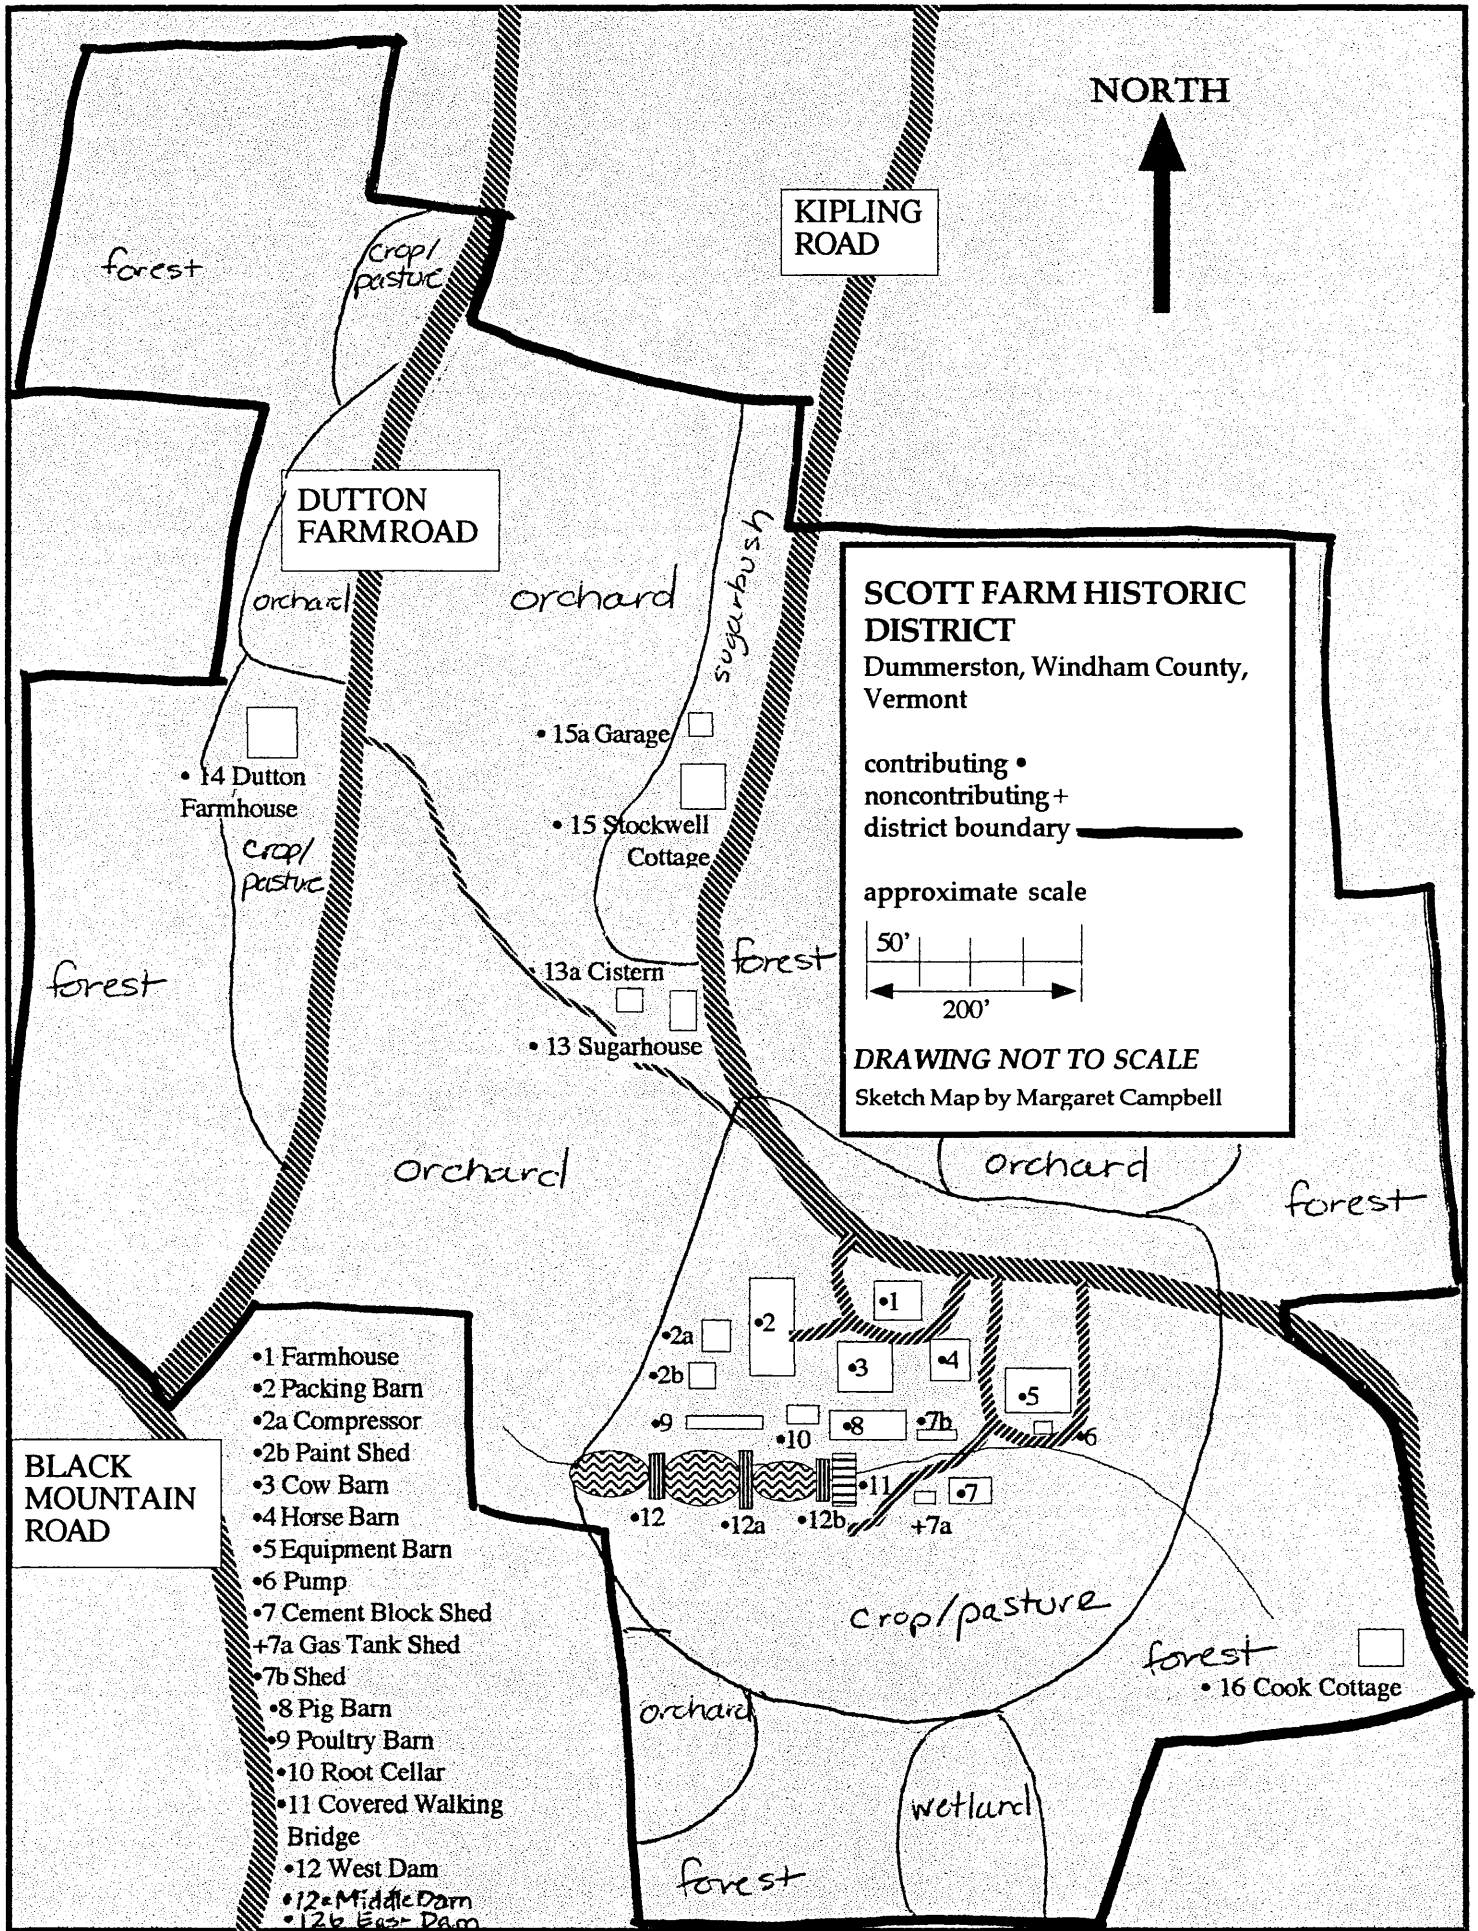 NORTH
KIPLING
ROAD
crop/
pasture
forest
DUTTON
FARM ROAD
orchard
orchard
sugarbush
SCOTT FARM HISTORIC
DISTRICT
Dummerston, Windham County,
Vermont
contributing •
noncontributing +
district boundary
approximate scale
50'
200'
DRAWING NOT TO SCALE
Sketch Map by Margaret Campbell
• 15a Garage
• 14 Dutton
Farmhouse
• 15 Stockwell
Cottage
crop/
pasture
forest
forest
• 13a Cistern
• 13 Sugarhouse
orchard
orchard
forest
•1
•2
•2a
•3
•4
•2b
•5
•9
•8
•7b
•10
•6
•11
•7
•12
•12a
•12b
+7a
crop/pasture
forest
• 16 Cook Cottage
orchard
wetland
forest
BLACK
MOUNTAIN
ROAD
•1 Farmhouse
•2 Packing Barn
•2a Compressor
•2b Paint Shed
•3 Cow Barn
•4 Horse Barn
•5 Equipment Barn
•6 Pump
•7 Cement Block Shed
+7a Gas Tank Shed
•7b Shed
•8 Pig Barn
•9 Poultry Barn
•10 Root Cellar
•11 Covered Walking
Bridge
•12 West Dam
•12a Middle Dam
•12b East Dam